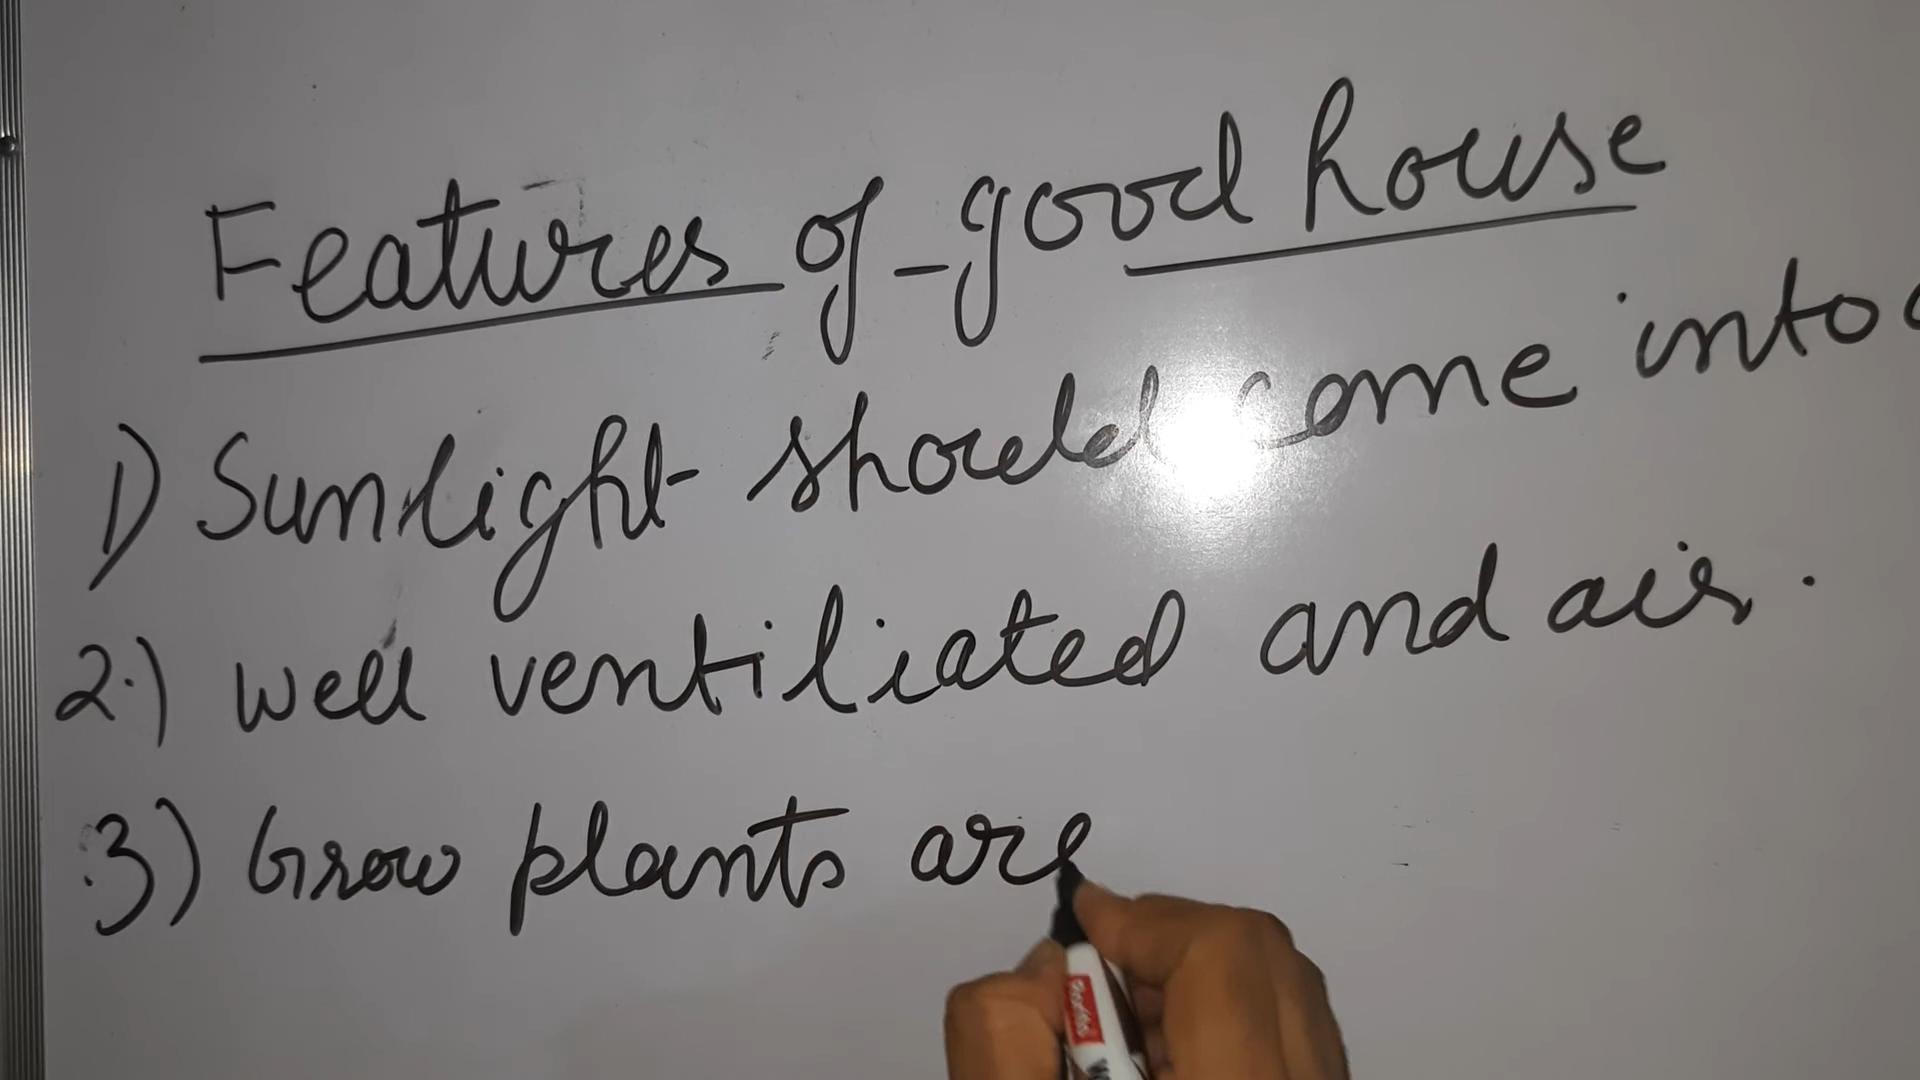 Features of good house
1) Sunlight should come into
2.) well ventiliated and air.
3) Grow plants are